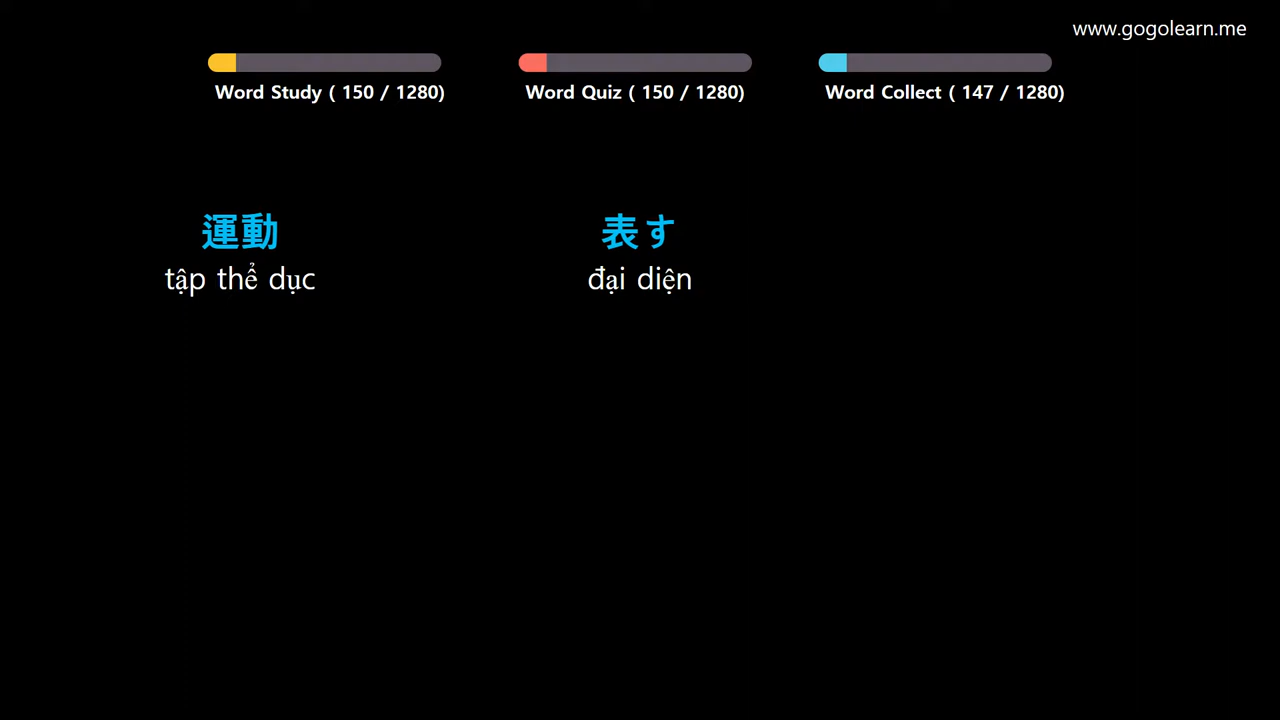 www.gogolearn.me
Word Study ( 150 / 1280)
Word Quiz ( 150 / 1280)
Word Collect ( 147 / 1280)
運動
tập thể dục
表す
đại diện